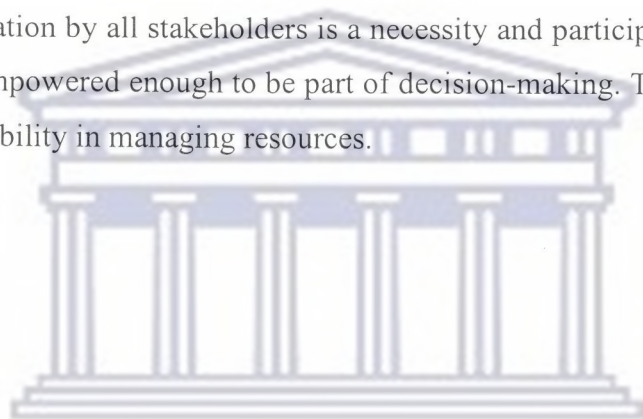 ation by all stakeholders is a necessity and particip
npowered enough to be part of decision-making. T
bility in managing resources.